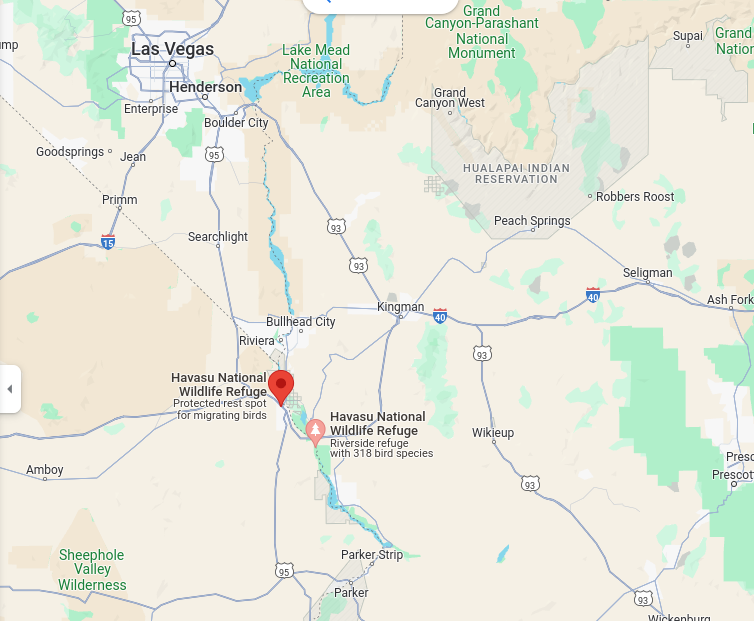 95
Las Vegas
Henderson
Enterprise
Boulder City
Lake Mead
National
Recreation
Area
Grand
Canyon-Parashant
National
Monument
Supai
Grand
Grand
Canyon West
Goodsprings
Jean
95
HUALAPAI INDIAN
RESERVATION
Primm
Robbers Roost
Searchlight
93
Peach Springs
15
93
Seligman
40
Ash Fork
Kingman
40
Bullhead City
Riviera
93
Havasu National
Wildlife Refuge
Protected rest spot
for migrating birds
Havasu National
Wildlife Refuge
Riverside refuge
with 318 bird species
Wikieup
Amboy
93
Sheephole
Valley
Wilderness
Parker Strip
95
Parker
93
Wickenburg